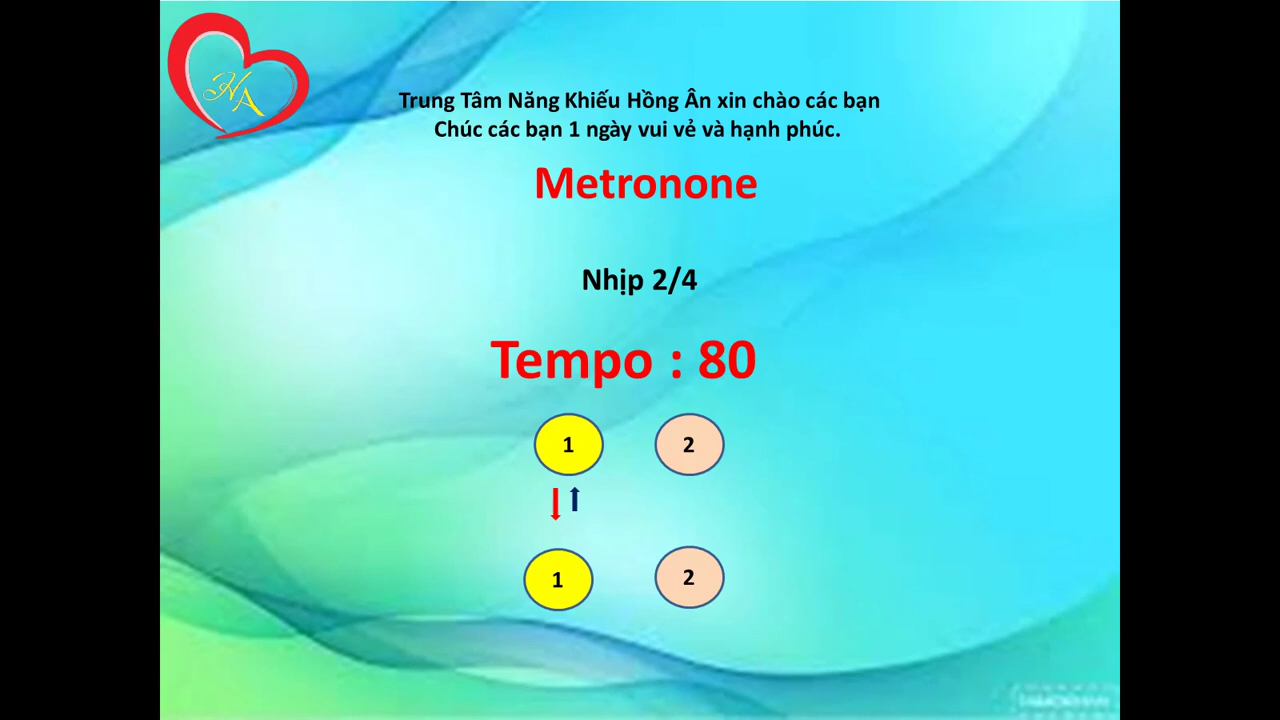 HA
Trung Tâm Năng Khiếu Hồng Ân xin chào các bạn
Chúc các bạn 1 ngày vui vẻ và hạnh phúc.
Metronone
Nhịp 2/4
Tempo : 80
1 2
1 2